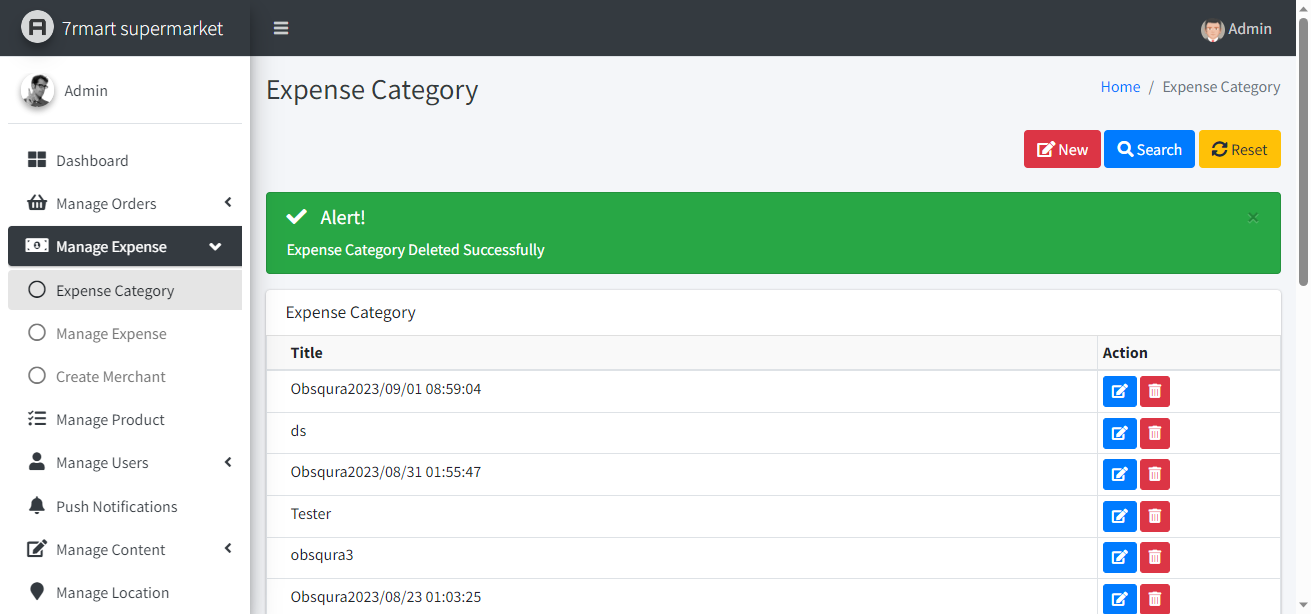 7rmart supermarket
Admin
Admin
Expense Category
Home / Expense Category
Dashboard
Manage Orders
Manage Expense
Expense Category
Manage Expense
Create Merchant
Manage Product
Manage Users
Push Notifications
Manage Content
Manage Location
New
Search
Reset
Alert!
×
Expense Category Deleted Successfully
Expense Category
Title Action
Obsqura2023/09/01 08:59:04
ds
Obsqura2023/08/31 01:55:47
Tester
obsqura3
Obsqura2023/08/23 01:03:25